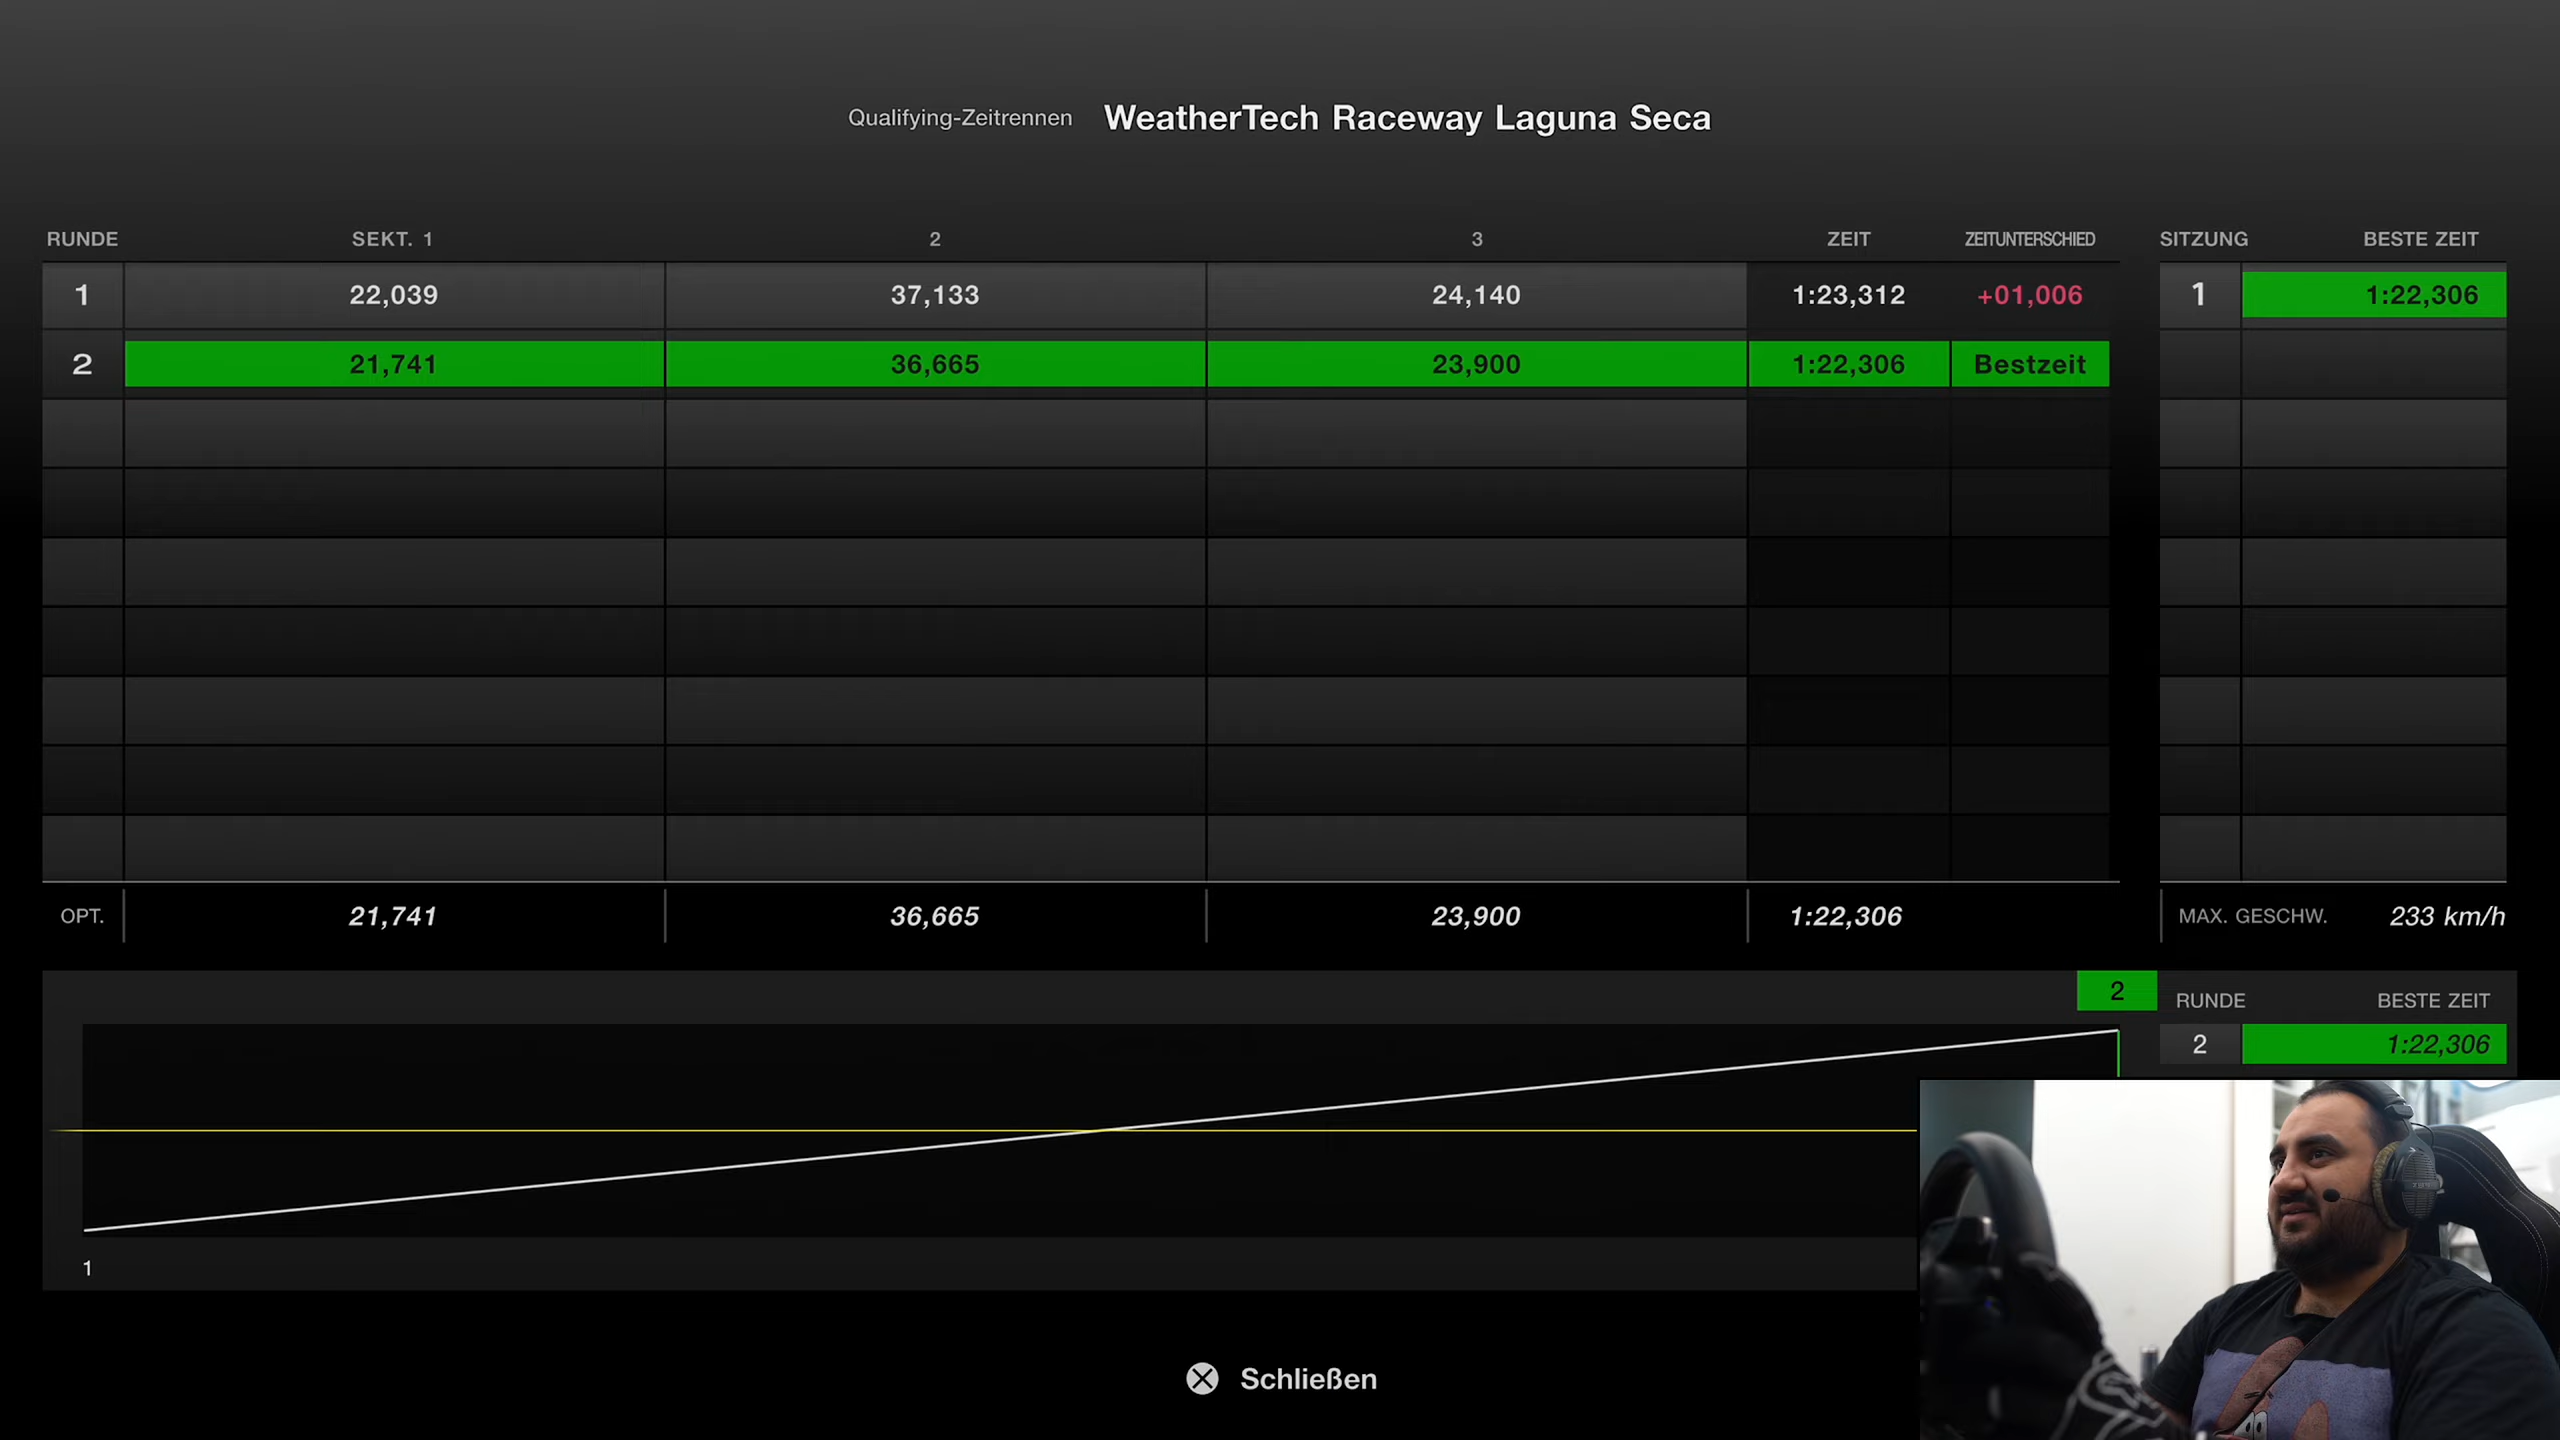 Qualifying-Zeitrennen WeatherTech Raceway Laguna Seca
RUNDE SEKT. 1 2 3 ZEIT ZEITUNTERSCHIED SITZUNG BESTE ZEIT
1 22,039 37,133 24,140 1:23,312 +01,006 1 1:22,306
2 21,741 36,665 23,900 1:22,306 Bestzeit
OPT. 21,741 36,665 23,900 1:22,306 MAX. GESCHW. 233 km/h
2 RUNDE BESTE ZEIT
2 1:22,306
1
Schließen